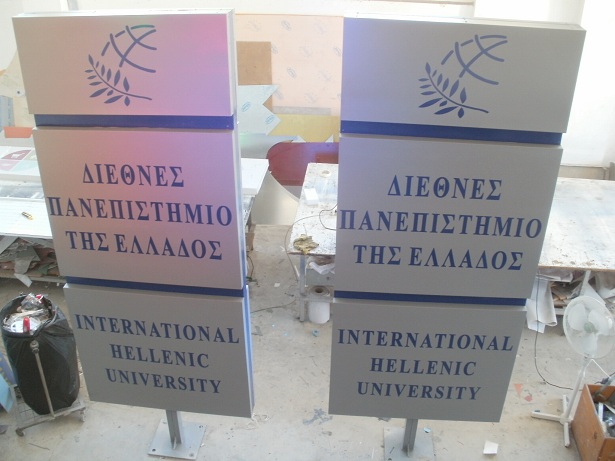 ΔΙΕΘΝΕΣ
ΠΑΝΕΠΙΣΤΗΜΙΟ
ΤΗΣ ΕΛΛΑΔΟΣ
INTERNATIONAL
HELLENIC
UNIVERSITY
ΔΙΕΘΝΕΣ
ΠΑΝΕΠΙΣΤΗΜΙΟ
ΤΗΣ ΕΛΛΑΔΟΣ
INTERNATIONAL
HELLENIC
UNIVERSITY